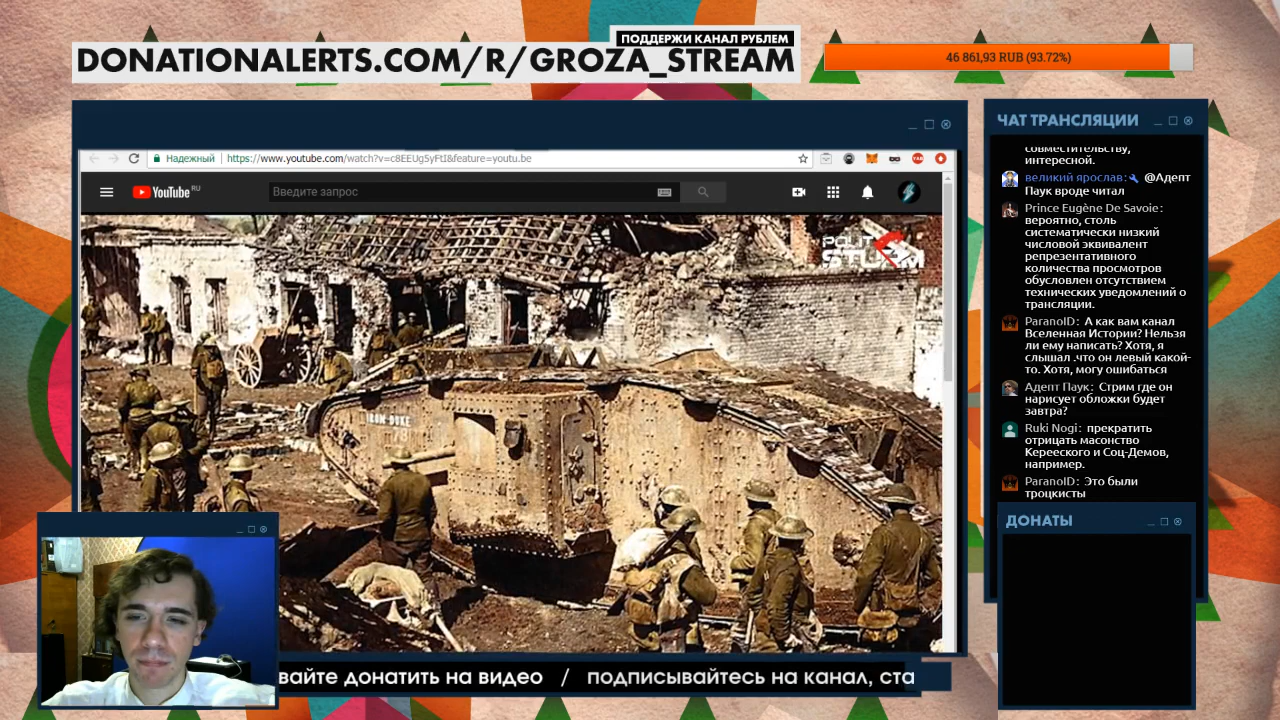 ПОДДЕРЖИ КАНАЛ РУБЛЕМ
DONATIONALERTS.COM/R/GROZA_STREAM
46 861,93 RUB (93.72%)
Надежный
https://www.youtube.com/watch?v=c8EEUg5yFtI&feature=youtu.be
YouTube RU
Введите запрос
POLIT
STURM
IRON DUKE
ЧАТ ТРАНСЛЯЦИИ
совместительству,
интересной.
великий ярослав: @Адепт
Паук вроде читал
Prince Eugène De Savoie:
вероятно, столь
систематически низкий
числовой эквивалент
репрезентативного
количества просмотров
обусловлен отсутствием
технических уведомлений о
трансляции.
ParanoID: А как вам канал
Вселенная Истории? Нельзя
ли ему написать? Хотя, я
слышал .что он левый какой-
то. Хотя, могу ошибаться
Адепт Паук: Стрим где он
нарисует обложки будет
завтра?
Ruki Nogi: прекратить
отрицать масонство
Керееского и Соц-Демов,
например.
ParanoID: Это были
троцкисты
ДОНАТЫ
вайте донатить на видео / подписывайтесь на канал, ста